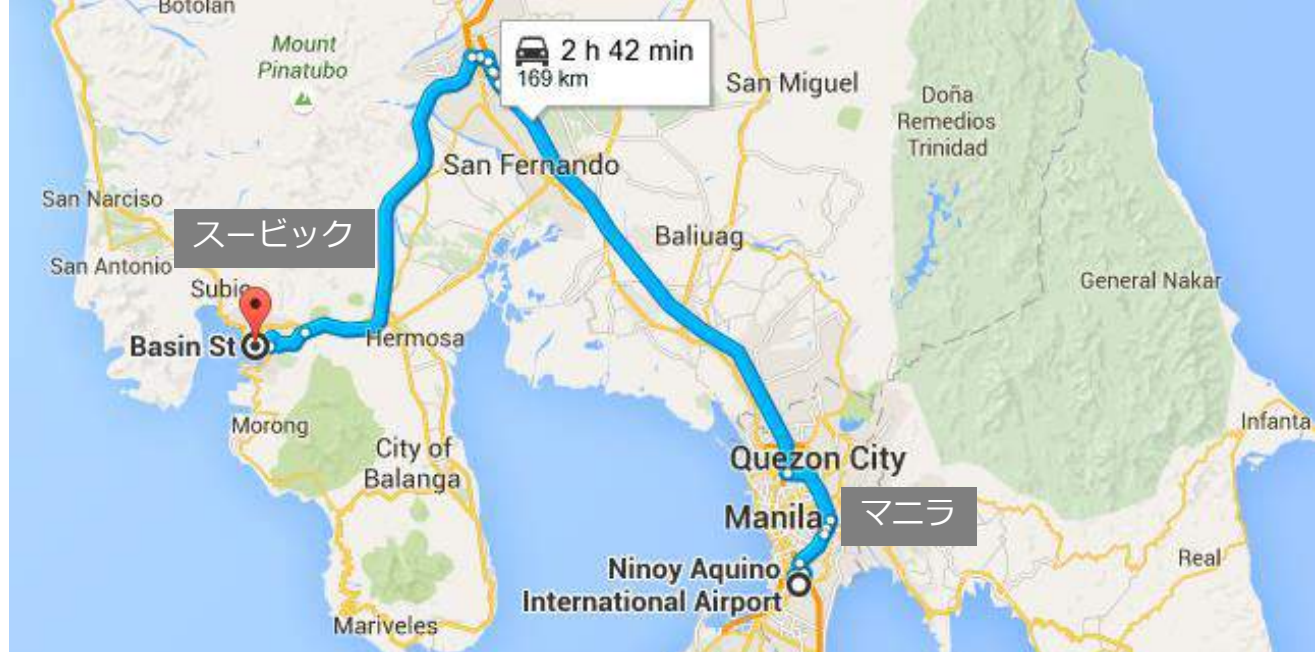 Botolan
Mount
Pinatubo
2 h 42 min
169 km
San Miguel
Doña
Remedios
Trinidad
San Fernando
San Narciso
スービック
Baliuag
San Antonio
Subic
General Nakar
Basin St
Hermosa
Morong
Infanta
City of
Balanga
Quezon City
Manila
マニラ
Real
Ninoy Aquino
International Airport
Mariveles